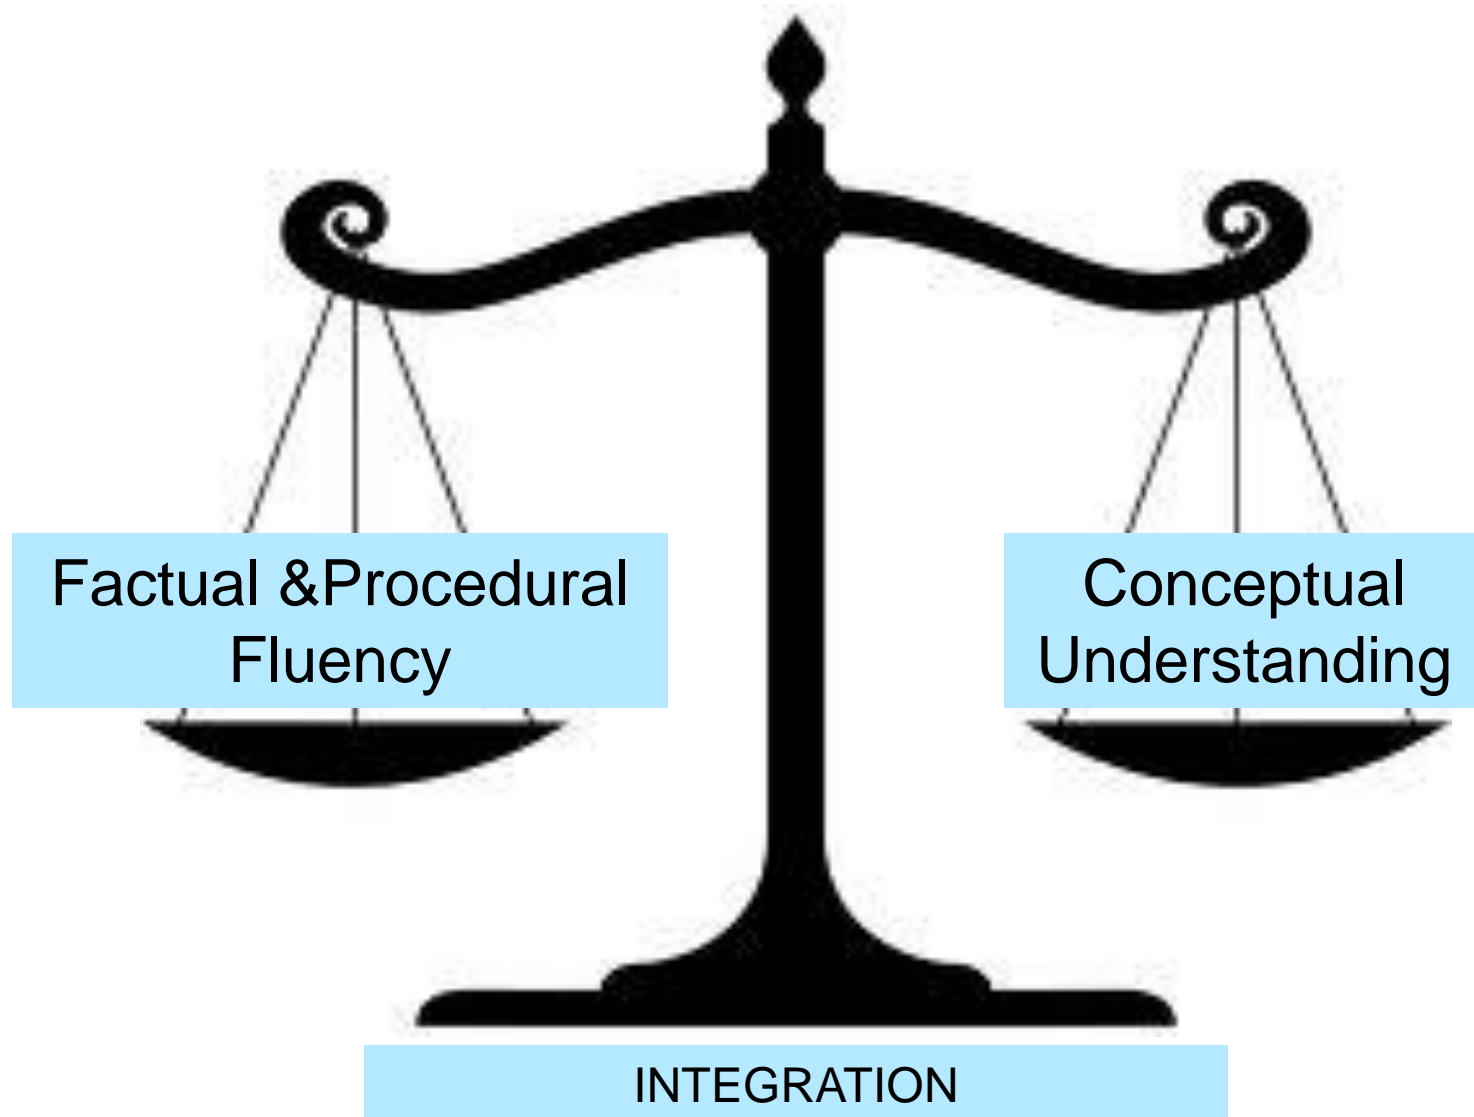 Factual &Procedural
Fluency
Conceptual
Understanding
INTEGRATION